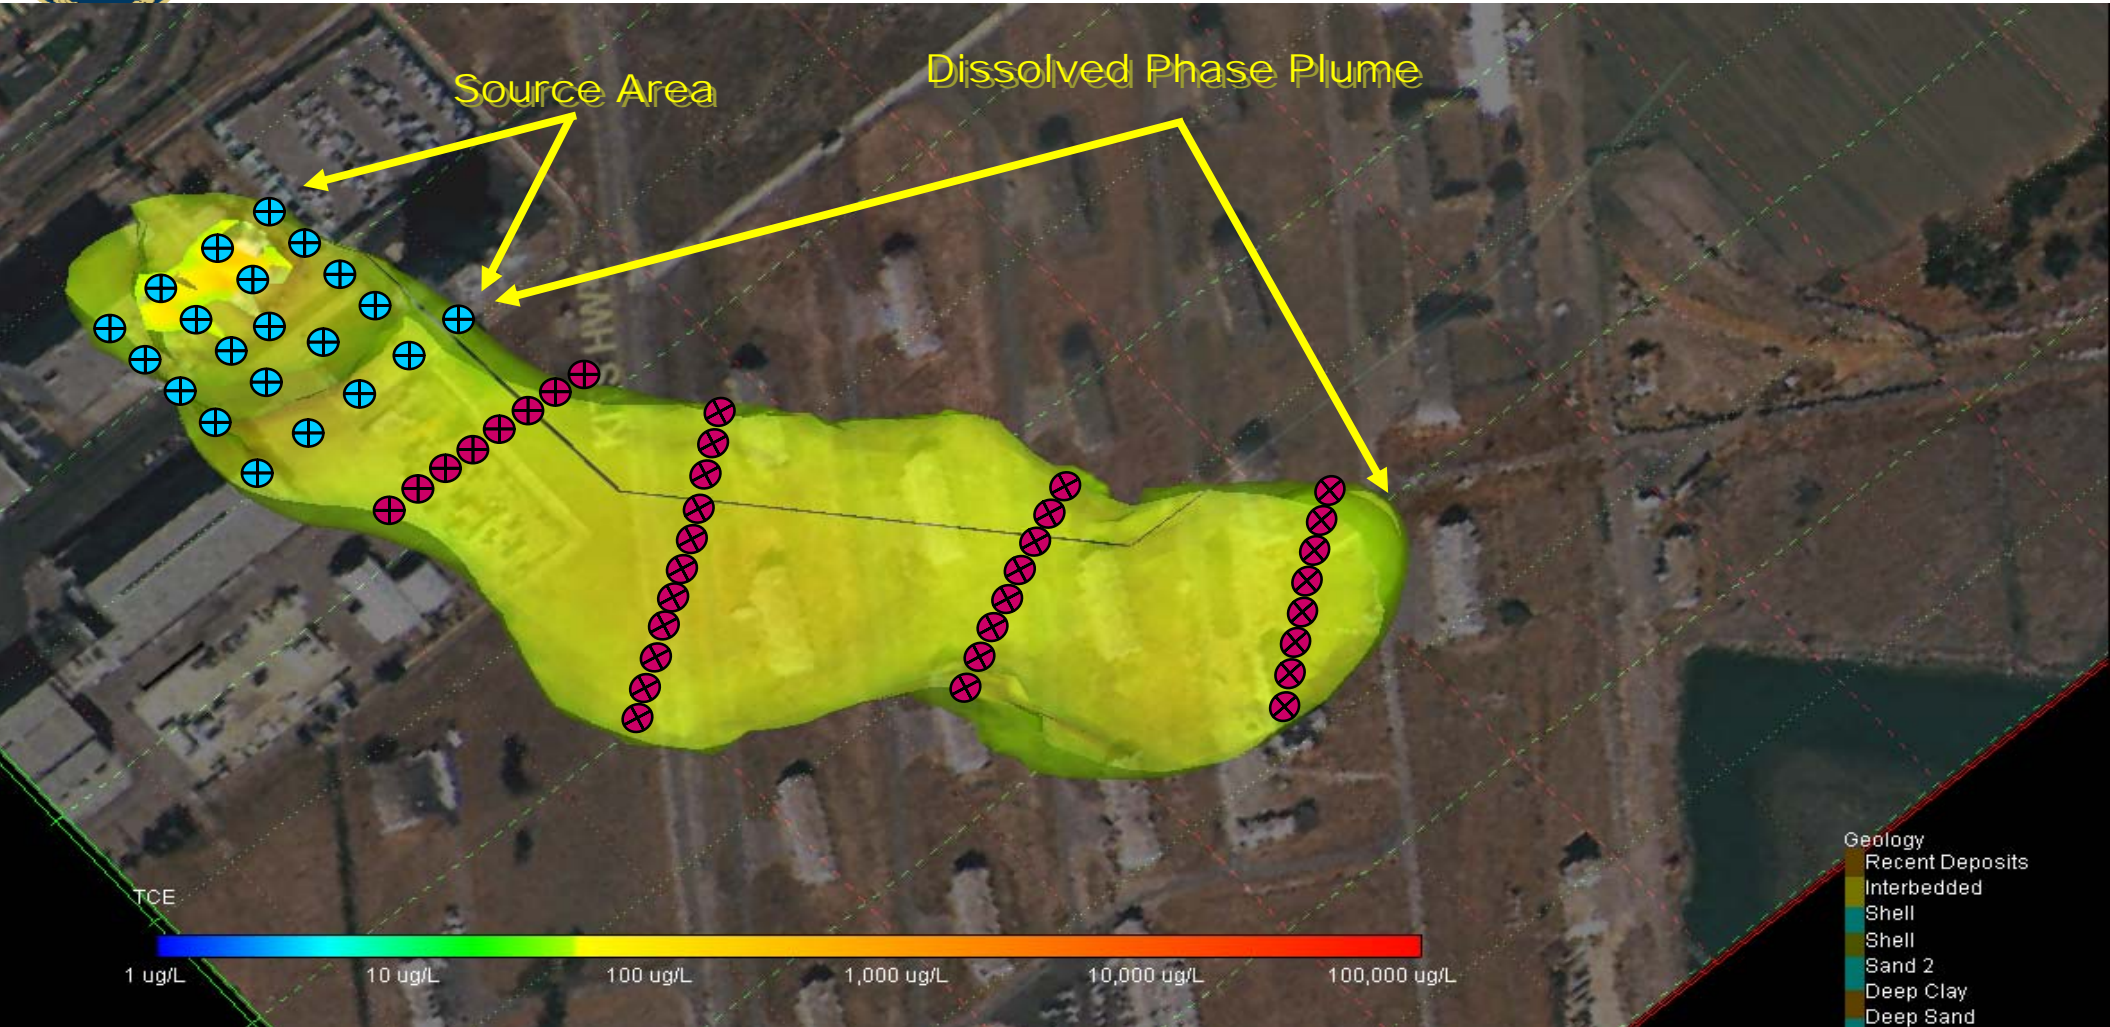 Source Area
Dissolved Phase Plume
TCE
1 ug/L
10 ug/L
100 ug/L
1,000 ug/L
10,000 ug/L
100,000 ug/L
Geology
Recent Deposits
Interbedded
Shell
Shell
Sand 2
Deep Clay
Deep Sand